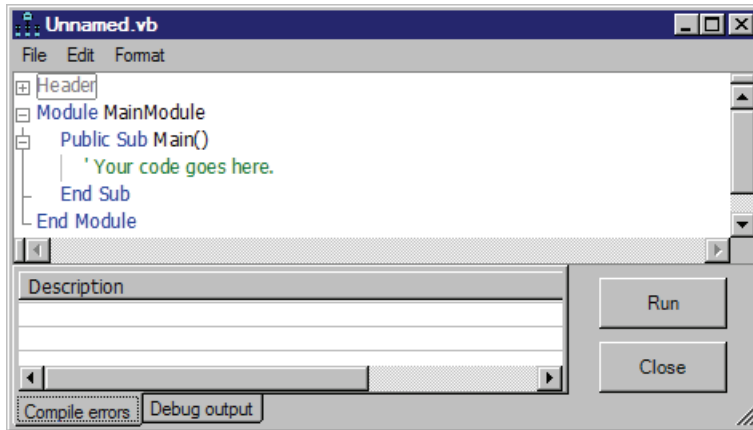 Unnamed.vb
File Edit Format
Header
Module MainModule
Public Sub Main()
' Your code goes here.
End Sub
End Module
Description
Run
Close
Compile errors Debug output